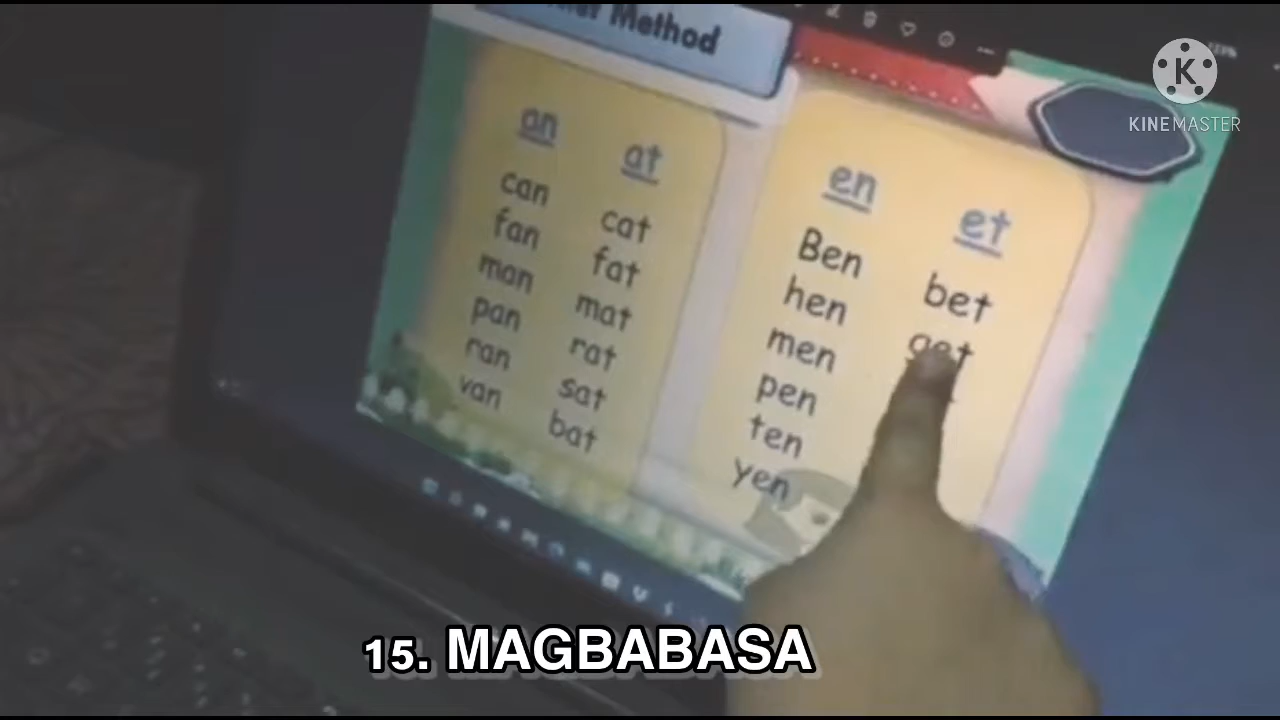 Method
an
can
fan
man
pan
ran
van
at
cat
fat
mat
rat
sat
bat
en
Ben
hen
men
pen
ten
yen
et
bet
get
KINEMASTER
15. MAGBABASA